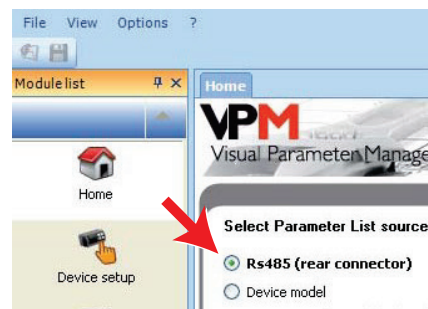 File View Options ?
Module list
Home
VPM
Visual Parameter Manage
Home
Select Parameter List source
Device setup
Rs485 (rear connector)
Device model